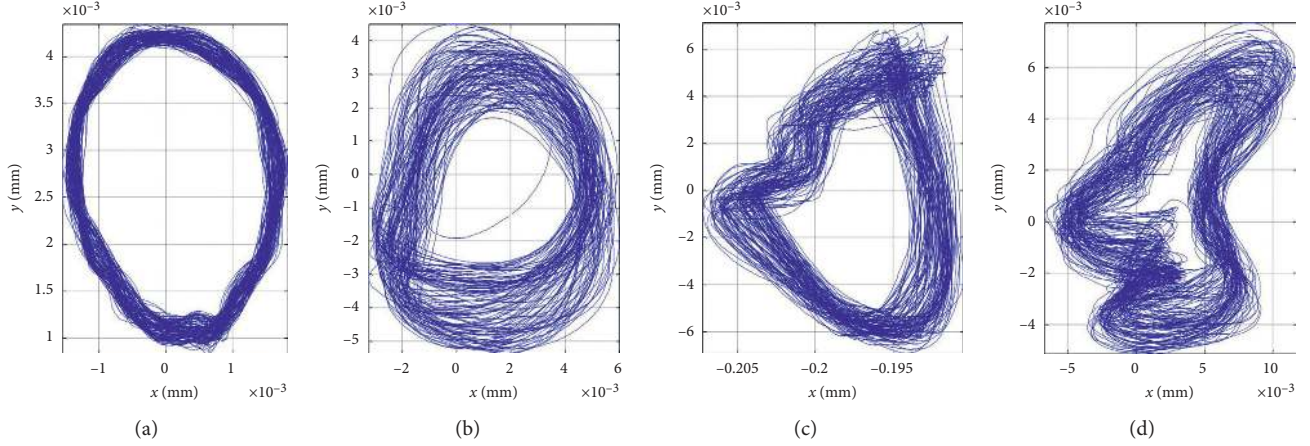 ×10⁻³ ×10⁻³ ×10⁻³ ×10⁻³
4
3.5
3
2.5
2
1.5
1
y (mm)
–1 0 1
x (mm) ×10⁻³
(a)
4
3
2
1
0
–1
–2
–3
–4
–5
y (mm)
–2 0 2 4 6
x (mm) ×10⁻³
(b)
6
4
2
0
–2
–4
–6
y (mm)
–0.205 –0.2 –0.195
x (mm)
(c)
6
4
2
0
–2
–4
y (mm)
–5 0 5 10
x (mm) ×10⁻³
(d)